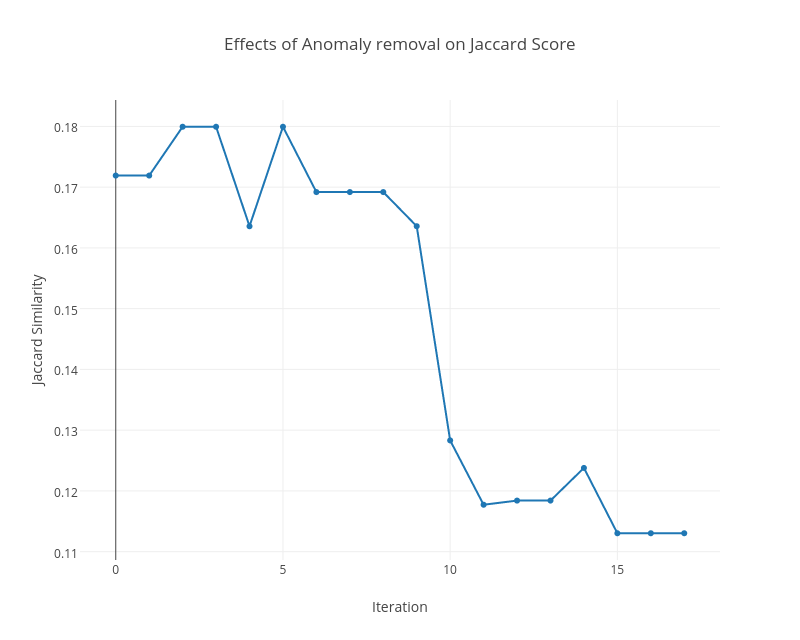 Effects of Anomaly removal on Jaccard Score
0.18
0.17
0.16
0.15
0.14
0.13
0.12
0.11
Jaccard Similarity
0 5 10 15
Iteration